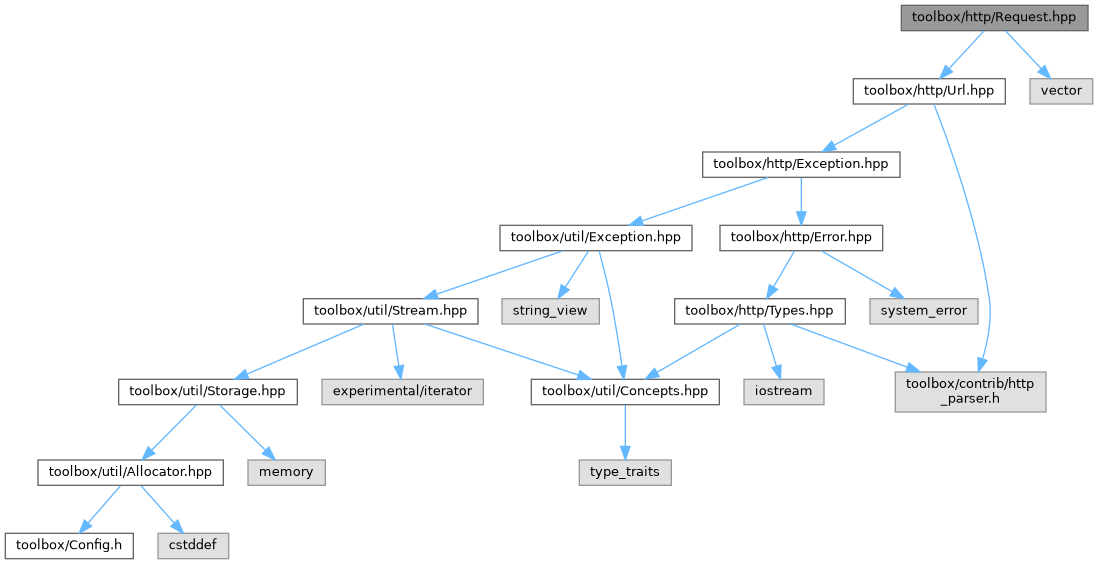 toolbox/http/Request.hpp
toolbox/http/Url.hpp
vector
toolbox/http/Exception.hpp
toolbox/util/Exception.hpp
toolbox/http/Error.hpp
toolbox/util/Stream.hpp
string_view
toolbox/http/Types.hpp
system_error
toolbox/util/Storage.hpp
experimental/iterator
toolbox/util/Concepts.hpp
iostream
toolbox/contrib/http
_parser.h
toolbox/util/Allocator.hpp
memory
type_traits
toolbox/Config.h
cstddef